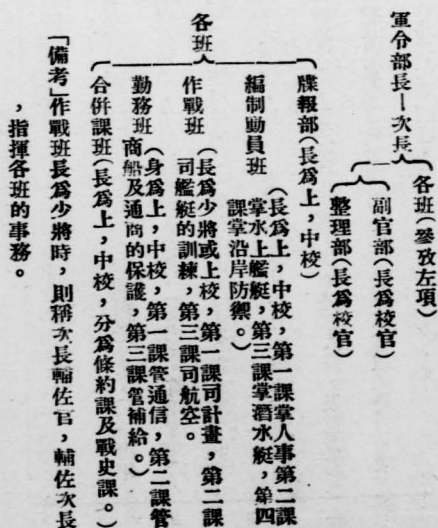 軍令部長—次長
各班(參攷左項)
副官部(長爲校官)
整理部(長爲校官)
各班
牒報部(長爲上,中校)
編制動員班(長爲上,中校,第一課掌人事第二課
掌水上艦艇,第三課掌潛水艇,第四
課掌沿岸防禦。)
作戰班(長爲少將或上校,第一課司計畫,第二課
司艦艇的訓練,第三課司航空。
勤務班(身爲上,中校,第一課管通信,第二課管
商船及通商的保護,第三課管補給。)
合併課班(長爲上,中校,分爲條約課及戰史課。)
「備考」作戰班長爲少將時,則稱次長輔佐官,輔佐次長
,指揮各班的事務。